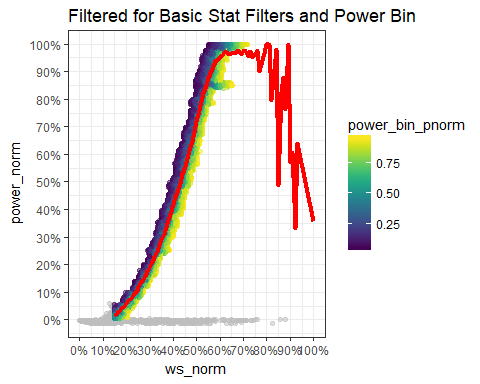 Filtered for Basic Stat Filters and Power Bin
100%
90%
80%
70%
60%
50%
40%
30%
20%
10%
0%
power_norm
0% 10% 20% 30% 40% 50% 60% 70% 80% 90% 100%
ws_norm
power_bin_pnorm
0.75
0.50
0.25